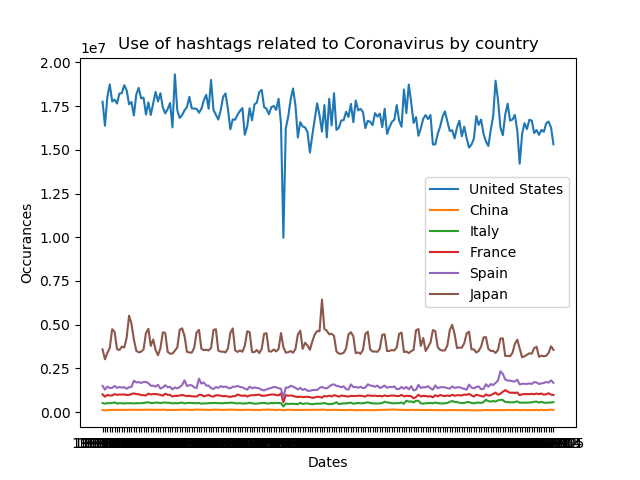 Use of hashtags related to Coronavirus by country
1e7
2.00
1.75
1.50
1.25
1.00
0.75
0.50
0.25
0.00
Occurances
United States
China
Italy
France
Spain
Japan
Dates